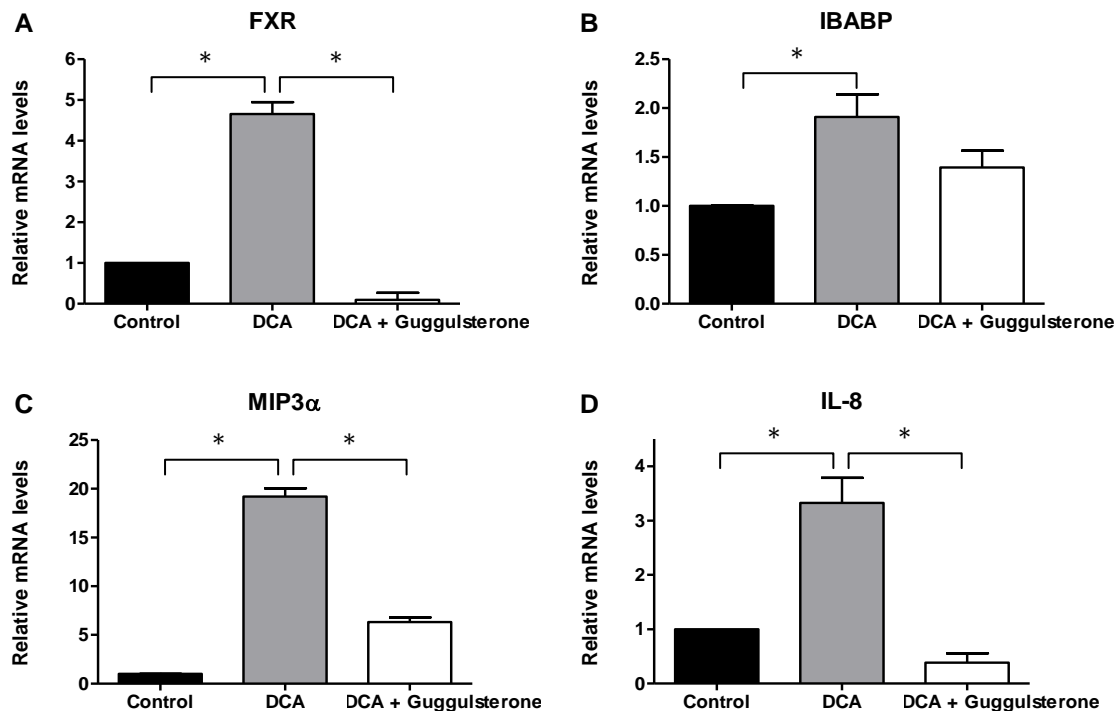 A
FXR
Relative mRNA levels
6
5
4
3
2
1
0
*
*
Control
DCA
DCA + Guggulsterone
B
IBABP
Relative mRNA levels
2.5
2.0
1.5
1.0
0.5
0.0
*
Control
DCA
DCA + Guggulsterone
C
MIP3α
Relative mRNA levels
25
20
15
10
5
0
*
*
Control
DCA
DCA + Guggulsterone
D
IL-8
Relative mRNA levels
4
3
2
1
0
*
*
Control
DCA
DCA + Guggulsterone